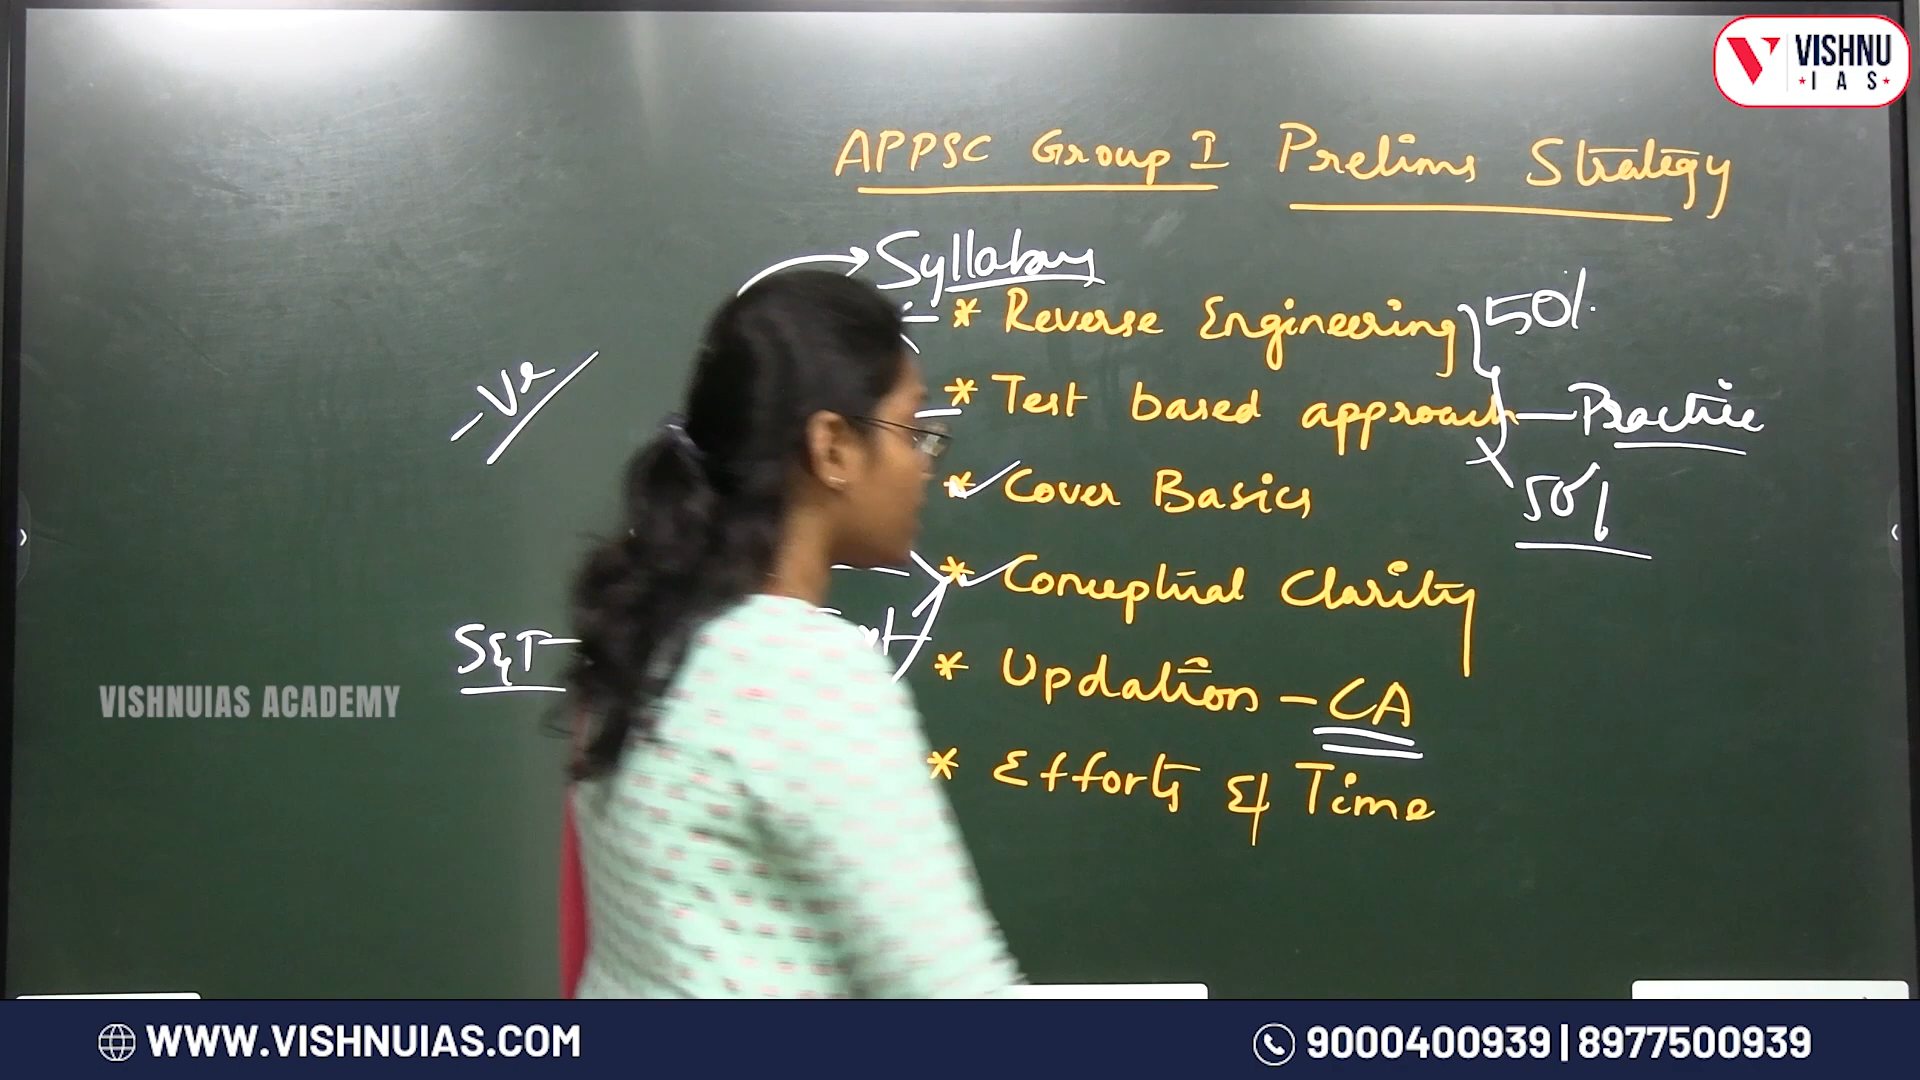 VISHNU
IAS
APPSC Group I Prelims Strategy
Syllabus
* Reverse Engineering 50%
-Ve
* Test based approach - Practice
* Cover Basics
50%
* Conceptual Clarity
S&T-
* Updation - CA
VISHNUIAS ACADEMY
* Efforts & Time
WWW.VISHNUIAS.COM
9000400939 | 8977500939